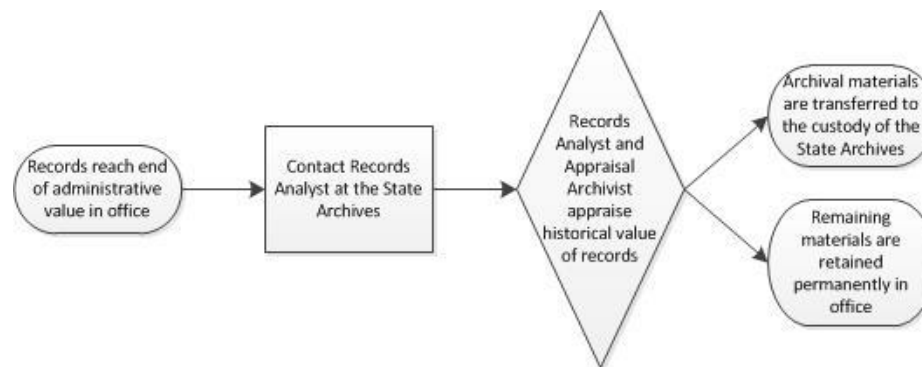 Records reach end
of administrative
value in office
Contact Records
Analyst at the State
Archives
Records
Analyst and
Appraisal
Archivist
appraise
historical value
of records
Archival materials
are transferred to
the custody of the
State Archives
Remaining
materials are
retained
permanently in
office